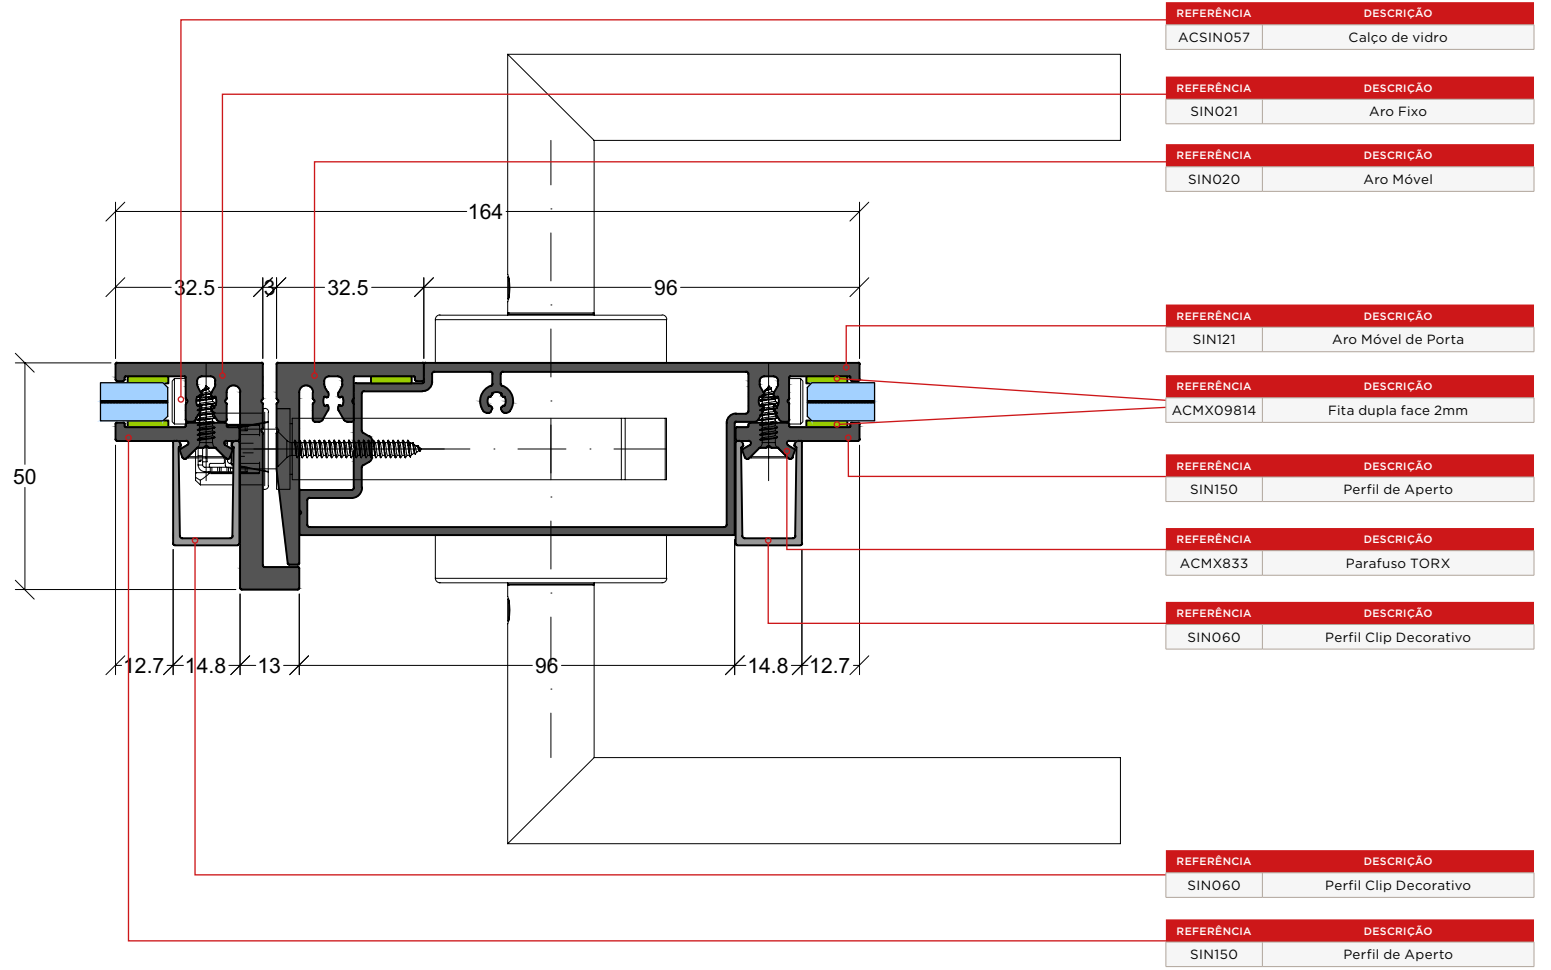 REFERÊNCIA DESCRIÇÃO
ACSIN057 Calço de vidro
REFERÊNCIA DESCRIÇÃO
SIN021 Aro Fixo
REFERÊNCIA DESCRIÇÃO
SIN020 Aro Móvel
164
32.5 3 32.5 96
REFERÊNCIA DESCRIÇÃO
SIN121 Aro Móvel de Porta
REFERÊNCIA DESCRIÇÃO
ACMX09814 Fita dupla face 2mm
50
REFERÊNCIA DESCRIÇÃO
SIN150 Perfil de Aperto
REFERÊNCIA DESCRIÇÃO
ACMX833 Parafuso TORX
REFERÊNCIA DESCRIÇÃO
SIN060 Perfil Clip Decorativo
12.7 14.8 13 96 14.8 12.7
REFERÊNCIA DESCRIÇÃO
SIN060 Perfil Clip Decorativo
REFERÊNCIA DESCRIÇÃO
SIN150 Perfil de Aperto